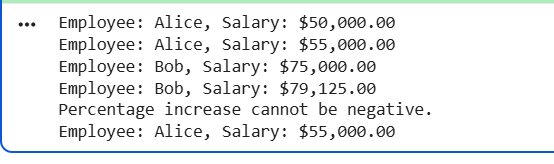 Employee: Alice, Salary: $50,000.00
Employee: Alice, Salary: $55,000.00
Employee: Bob, Salary: $75,000.00
Employee: Bob, Salary: $79,125.00
Percentage increase cannot be negative.
Employee: Alice, Salary: $55,000.00